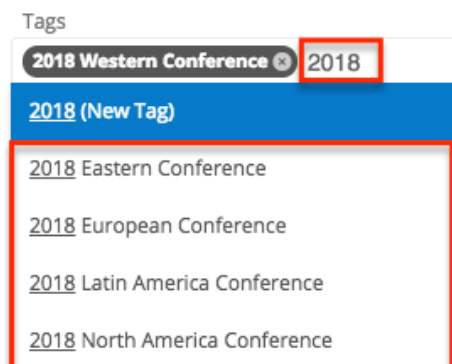 Tags
2018 Western Conference 2018
2018 (New Tag)
2018 Eastern Conference
2018 European Conference
2018 Latin America Conference
2018 North America Conference